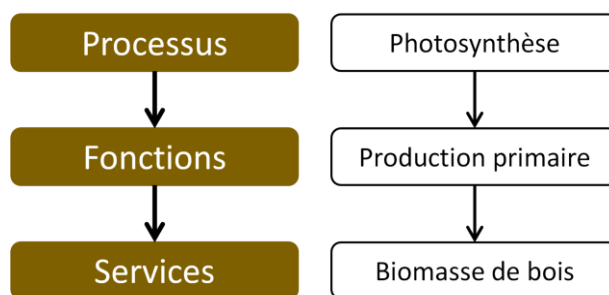 Processus
Photosynthèse
Fonctions
Production primaire
Services
Biomasse de bois